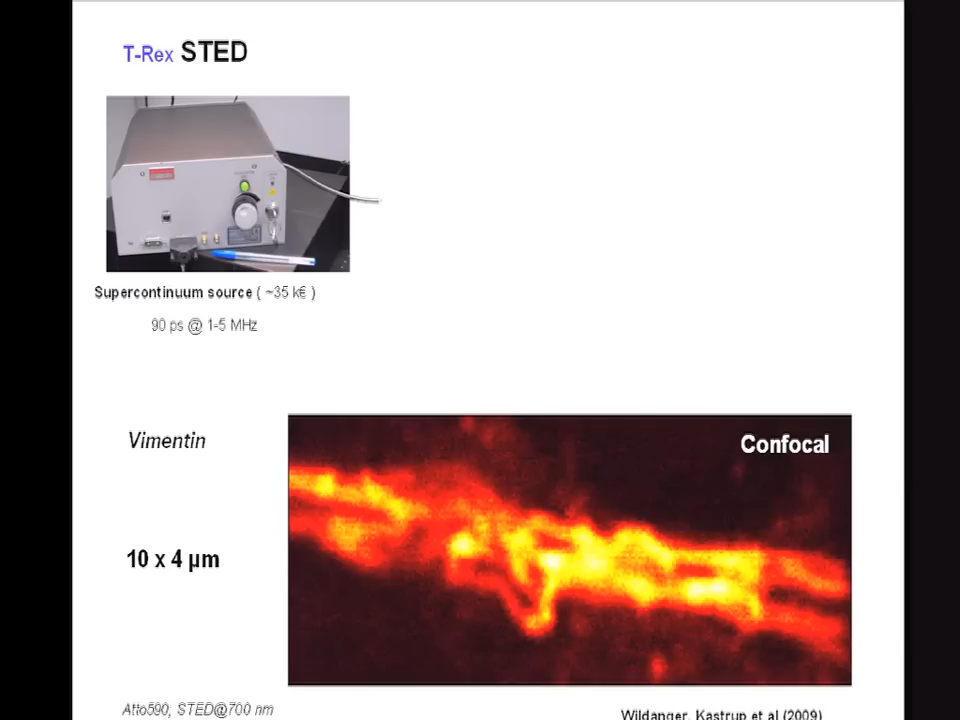 T-Rex STED
Supercontinuum source ( ~35 k€ )
90 ps @ 1-5 MHz
Vimentin
Confocal
10 x 4 µm
Atto590; STED@700 nm
Wildanger, Kastrup et al (2009)